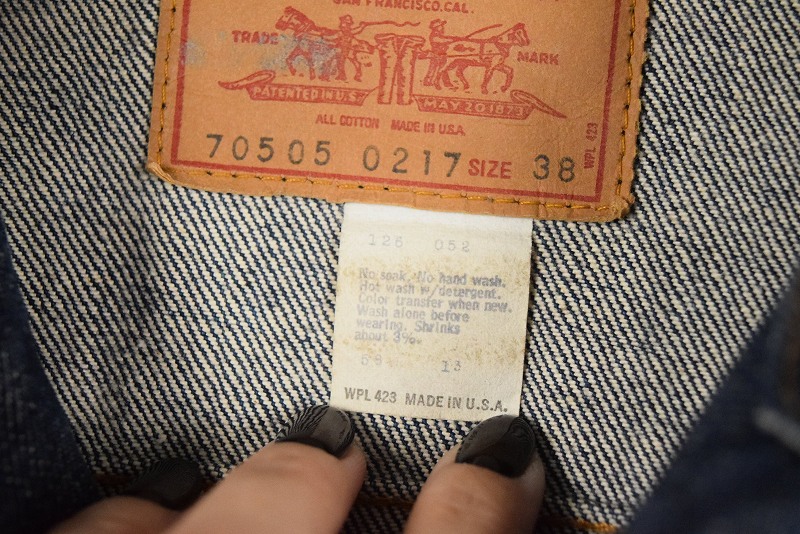 SAN FRANCISCO, CAL.
TRADE MARK
PATENTED IN U.S. MAY 20 1873
ALL COTTON MADE IN U.S.A.
WPL 423
70505 0217 SIZE 38
126 052
No soak. No hand wash.
Hot wash w/detergent.
Color transfer when new.
Wash alone before
wearing. Shrinks
about 3%.
13
WPL 423 MADE IN U.S.A.